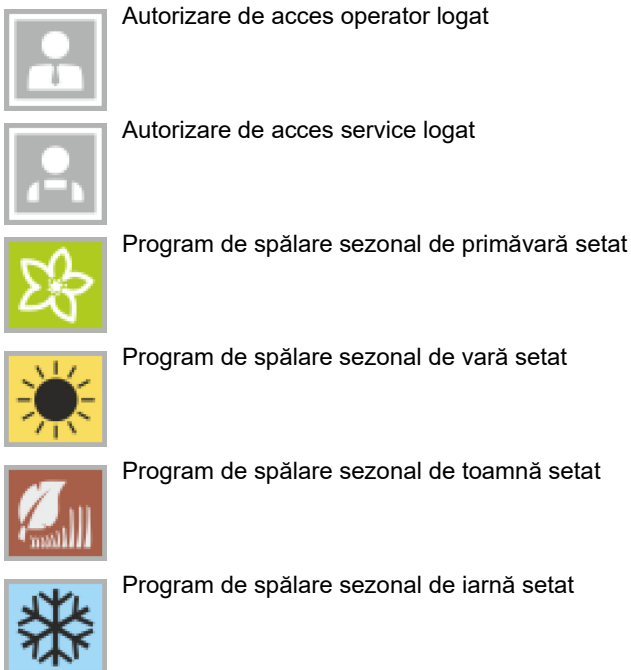 Autorizare de acces operator logat
Autorizare de acces service logat
Program de spălare sezonal de primăvară setat
Program de spălare sezonal de vară setat
Program de spălare sezonal de toamnă setat
Program de spălare sezonal de iarnă setat